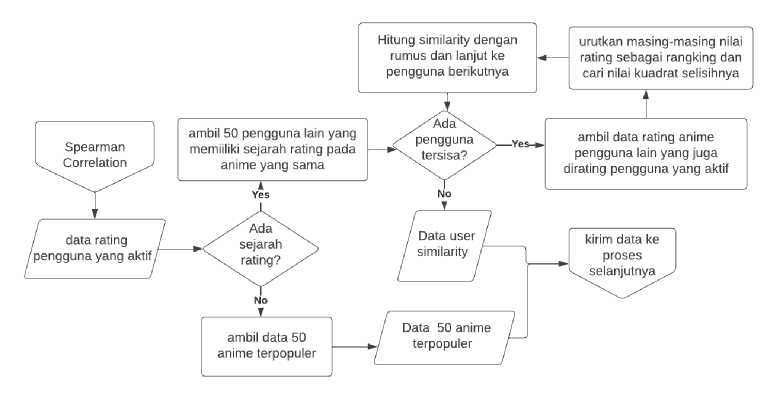 Spearman
Correlation
data rating
pengguna yang aktif
Ada
sejarah
rating?
Yes
ambil 50 pengguna lain yang
memiiliki sejarah rating pada
anime yang sama
Ada
pengguna
tersisa?
Yes
ambil data rating anime
pengguna lain yang juga
dirating pengguna yang aktif
urutkan masing-masing nilai
rating sebagai rangking dan
cari nilai kuadrat selisihnya
Hitung similarity dengan
rumus dan lanjut ke
pengguna berikutnya
No
Data user
similarity
No
ambil data 50
anime terpopuler
Data 50 anime
terpopuler
kirim data ke
proses
selanjutnya